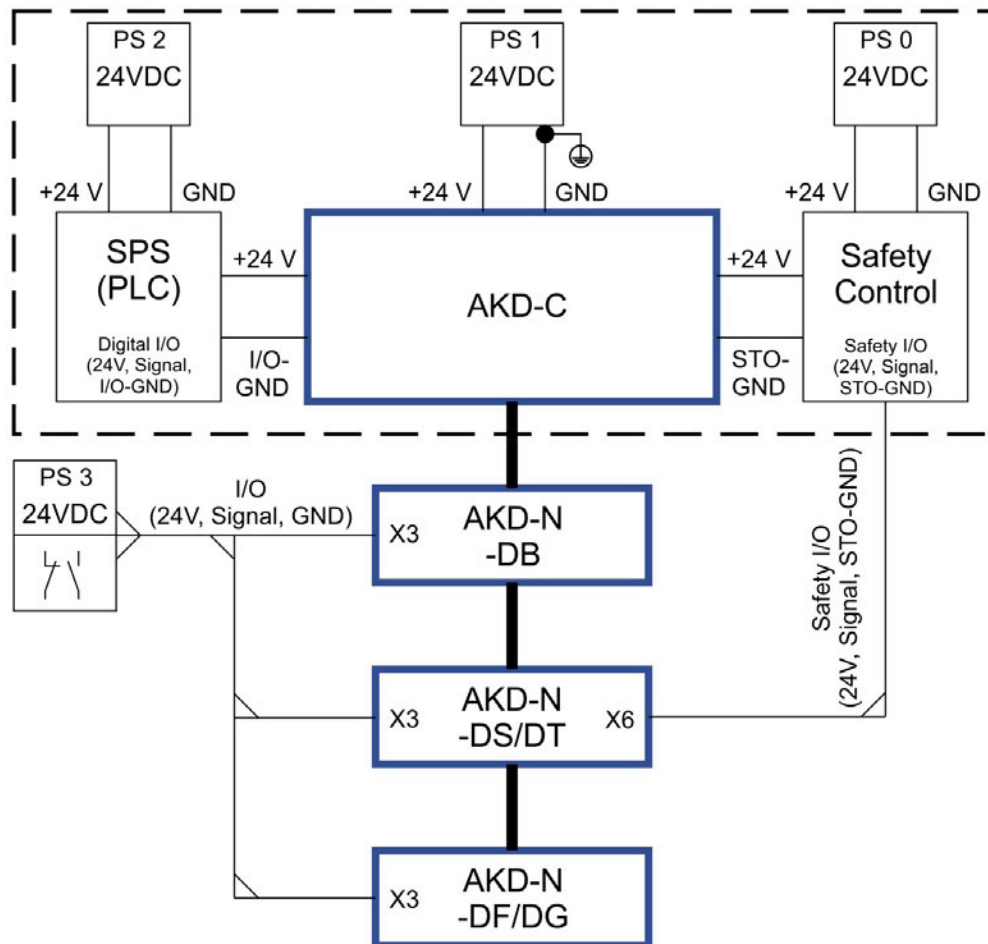 PS 2
24VDC
PS 1
24VDC
PS 0
24VDC
+24 V
GND
+24 V
GND
+24 V
GND
SPS
(PLC)
Digital I/O
(24V, Signal,
I/O-GND)
+24 V
I/O-
GND
AKD-C
+24 V
STO-
GND
Safety
Control
Safety I/O
(24V, Signal,
STO-GND)
PS 3
24VDC
I/O
(24V, Signal, GND)
X3
AKD-N
-DB
Safety I/O
(24V, Signal, STO-GND)
X3
AKD-N
-DS/DT
X6
X3
AKD-N
-DF/DG